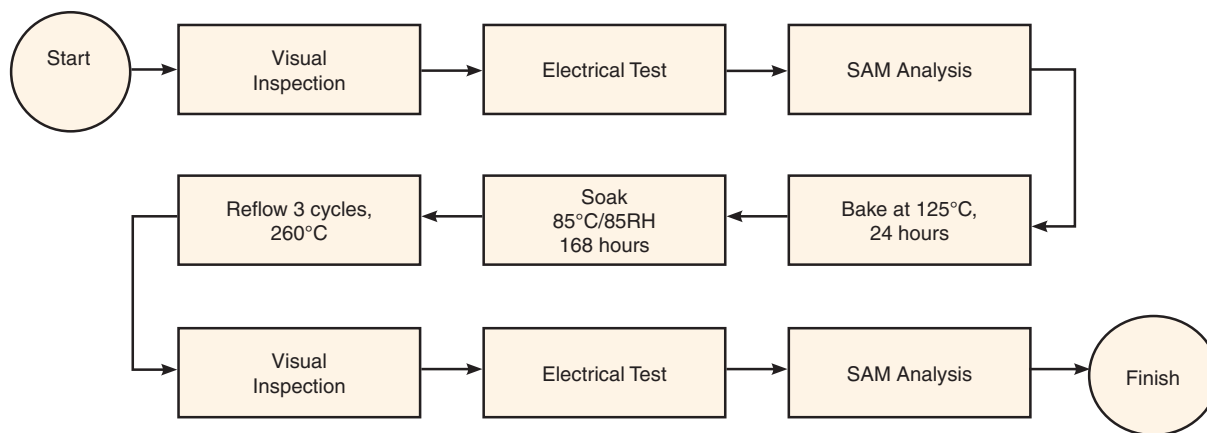 Start
Visual
Inspection
Electrical Test
SAM Analysis
Bake at 125°C,
24 hours
Soak
85°C/85RH
168 hours
Reflow 3 cycles,
260°C
Visual
Inspection
Electrical Test
SAM Analysis
Finish